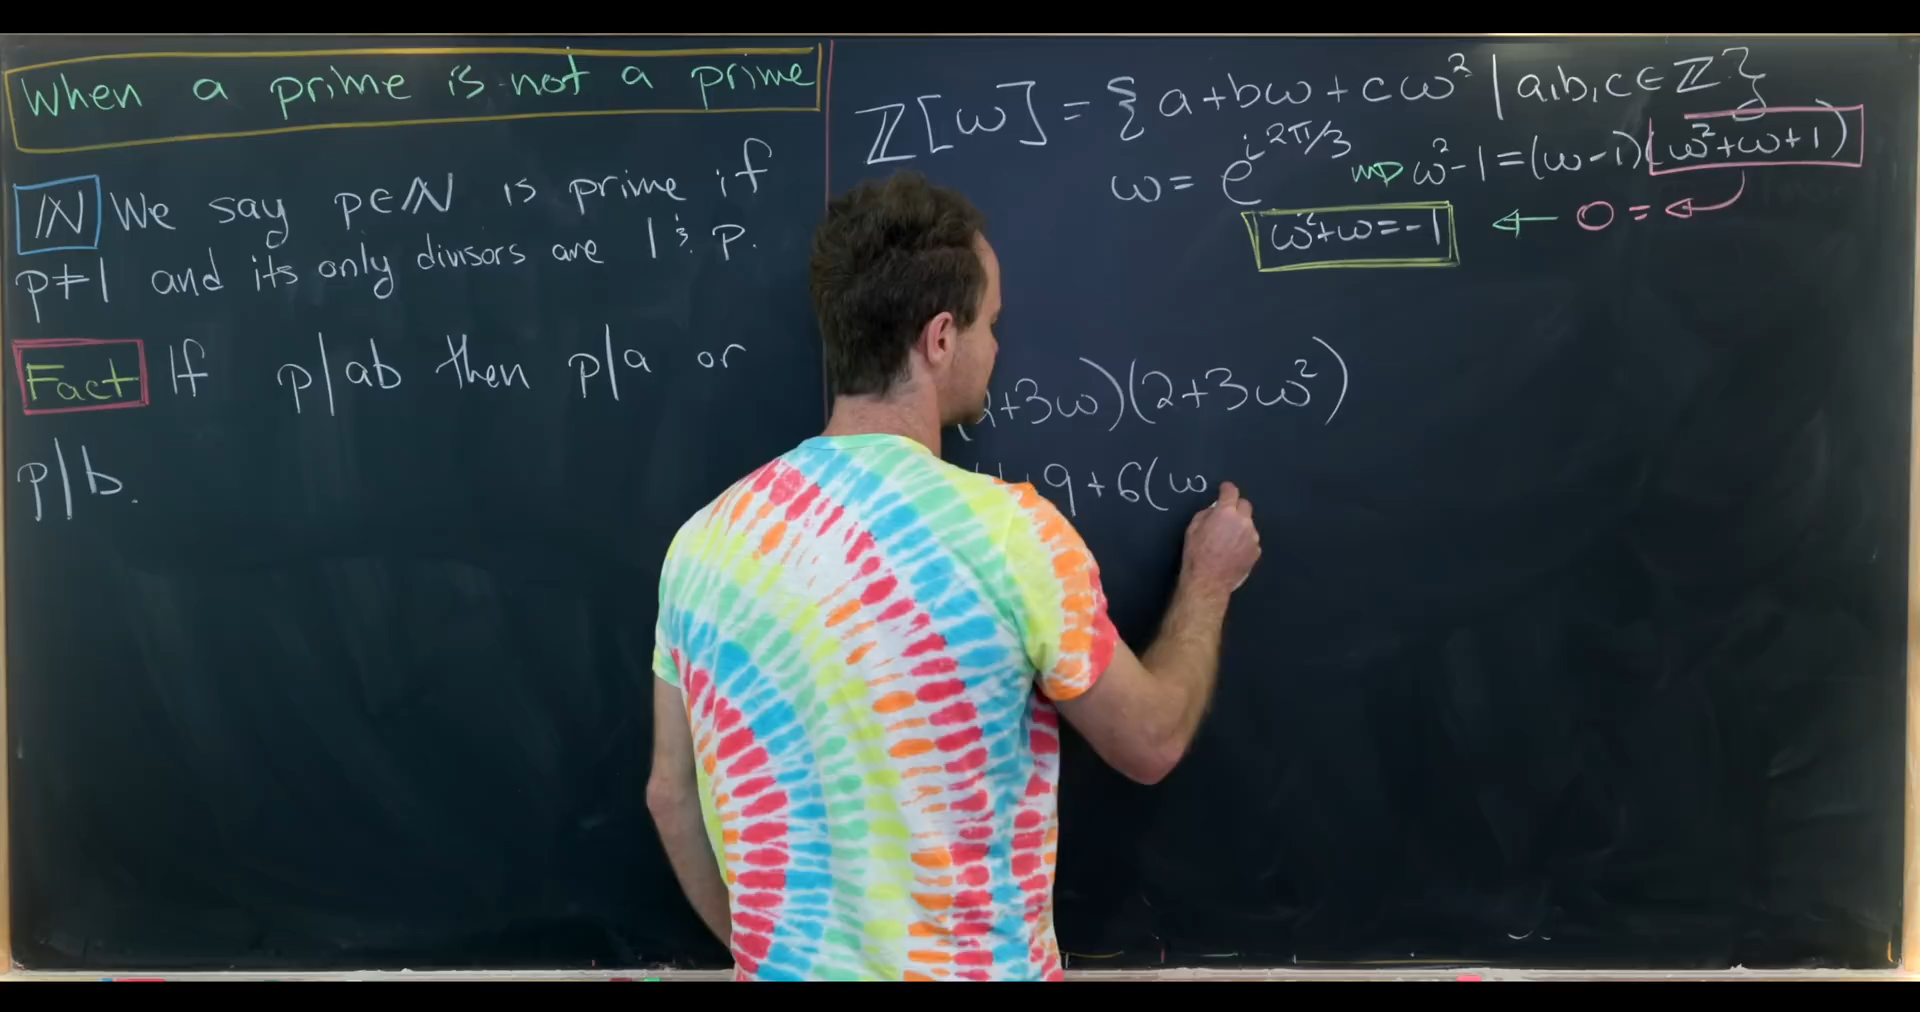 When a prime is not a prime
ℕ We say p∈ℕ is prime if
p≠1 and its only divisors are 1 & p.
Fact If p|ab then p|a or
p|b.
ℤ[ω] = {a+bω+cω² | a,b,c∈ℤ}
ω = e^{i2π/3} ⇝ ω²-1=(ω-1)(ω²+ω+1)
ω²+ω=-1 ← 0 = ←
2+3ω)(2+3ω²)
+9+6(ω